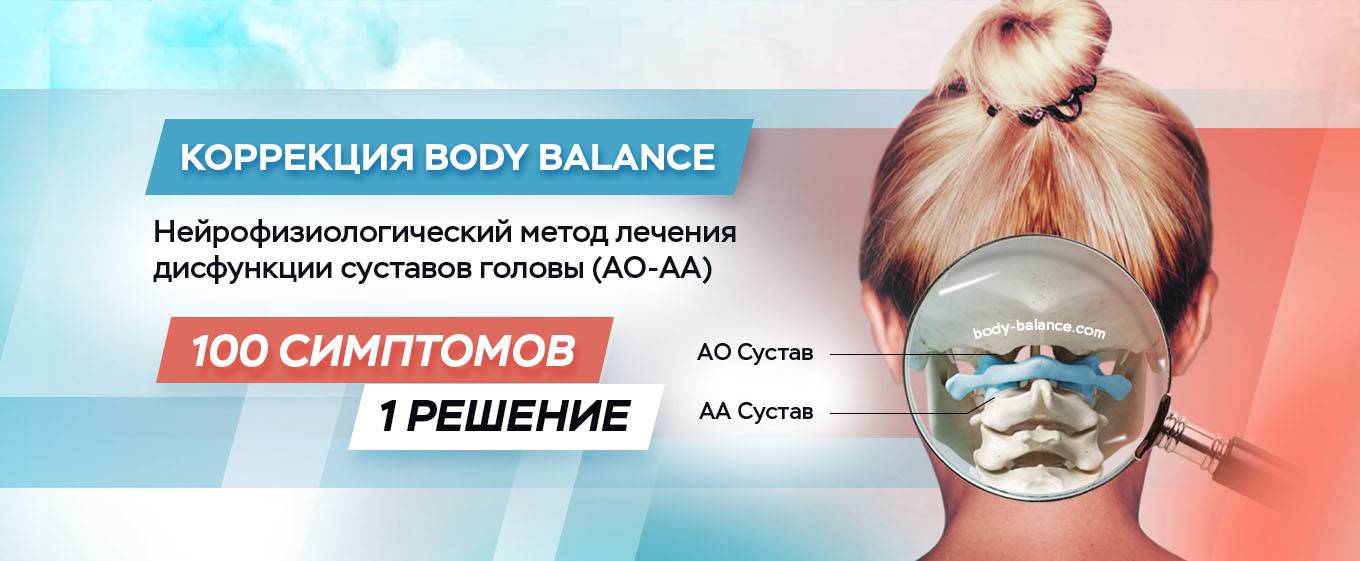 КОРРЕКЦИЯ BODY BALANCE
Нейрофизиологический метод лечения
дисфункции суставов головы (АО-АА)
100 СИМПТОМОВ
1 РЕШЕНИЕ
АО Сустав
АА Сустав
body-balance.com